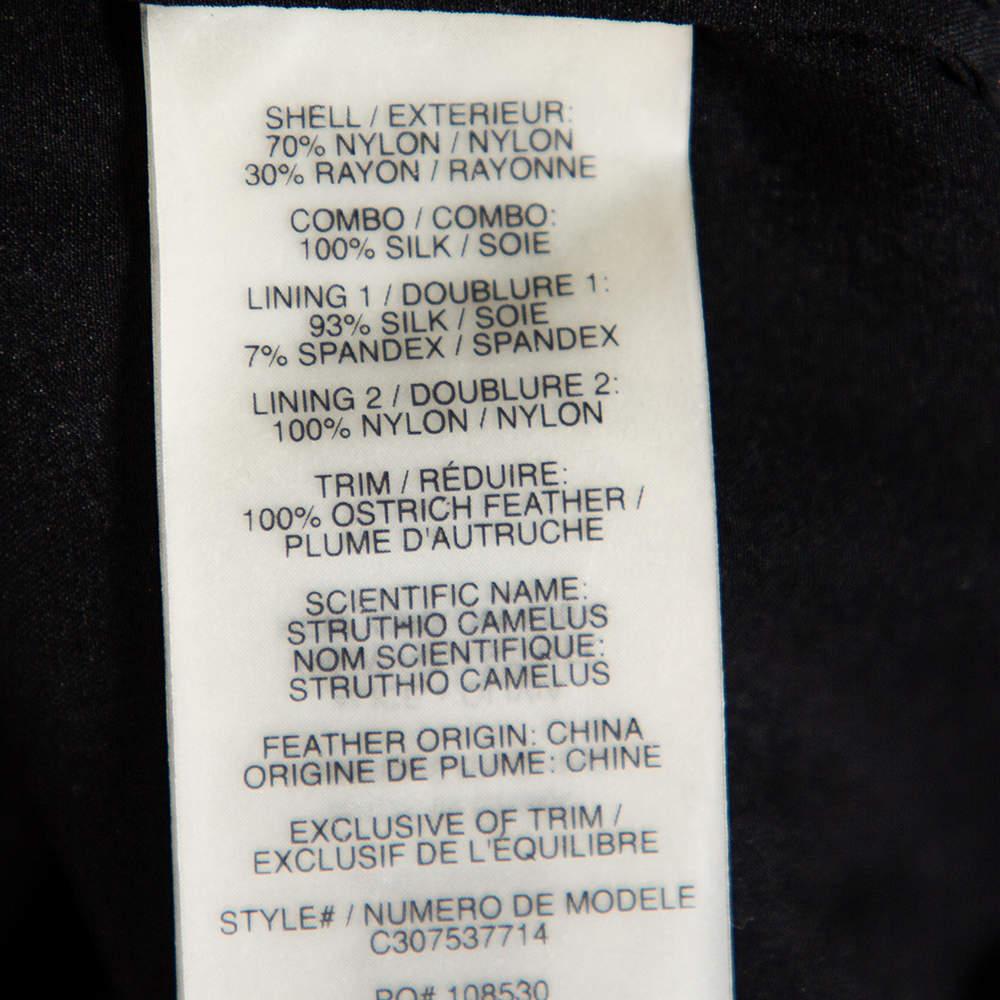 SHELL / EXTERIEUR:
70% NYLON / NYLON
30% RAYON / RAYONNE
COMBO / COMBO:
100% SILK / SOIE
LINING 1 / DOUBLURE 1:
93% SILK / SOIE
7% SPANDEX / SPANDEX
LINING 2 / DOUBLURE 2:
100% NYLON / NYLON
TRIM / RÉDUIRE:
100% OSTRICH FEATHER /
PLUME D'AUTRUCHE
SCIENTIFIC NAME:
STRUTHIO CAMELUS
NOM SCIENTIFIQUE:
STRUTHIO CAMELUS
FEATHER ORIGIN: CHINA
ORIGINE DE PLUME: CHINE
EXCLUSIVE OF TRIM /
EXCLUSIF DE L'ÉQUILIBRE
STYLE# / NUMERO DE MODELE
C307537714
PO# 108530